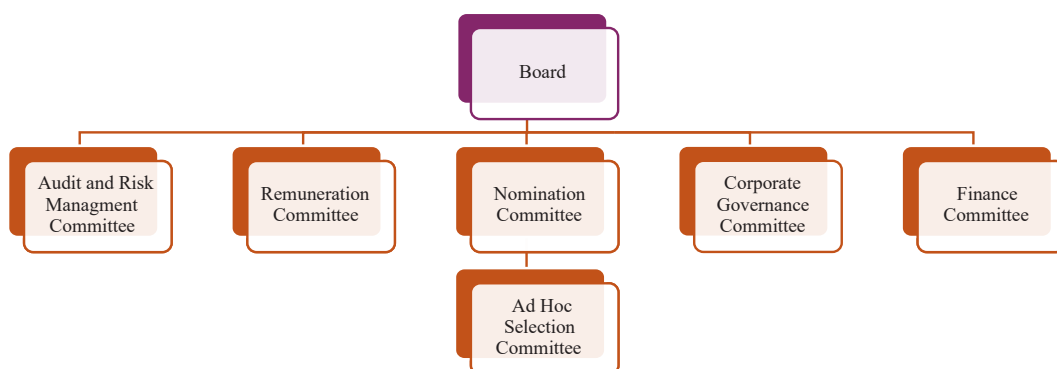 Board
Audit and Risk
Managment
Committee
Remuneration
Committee
Nomination
Committee
Corporate
Governance
Committee
Finance
Committee
Ad Hoc
Selection
Committee